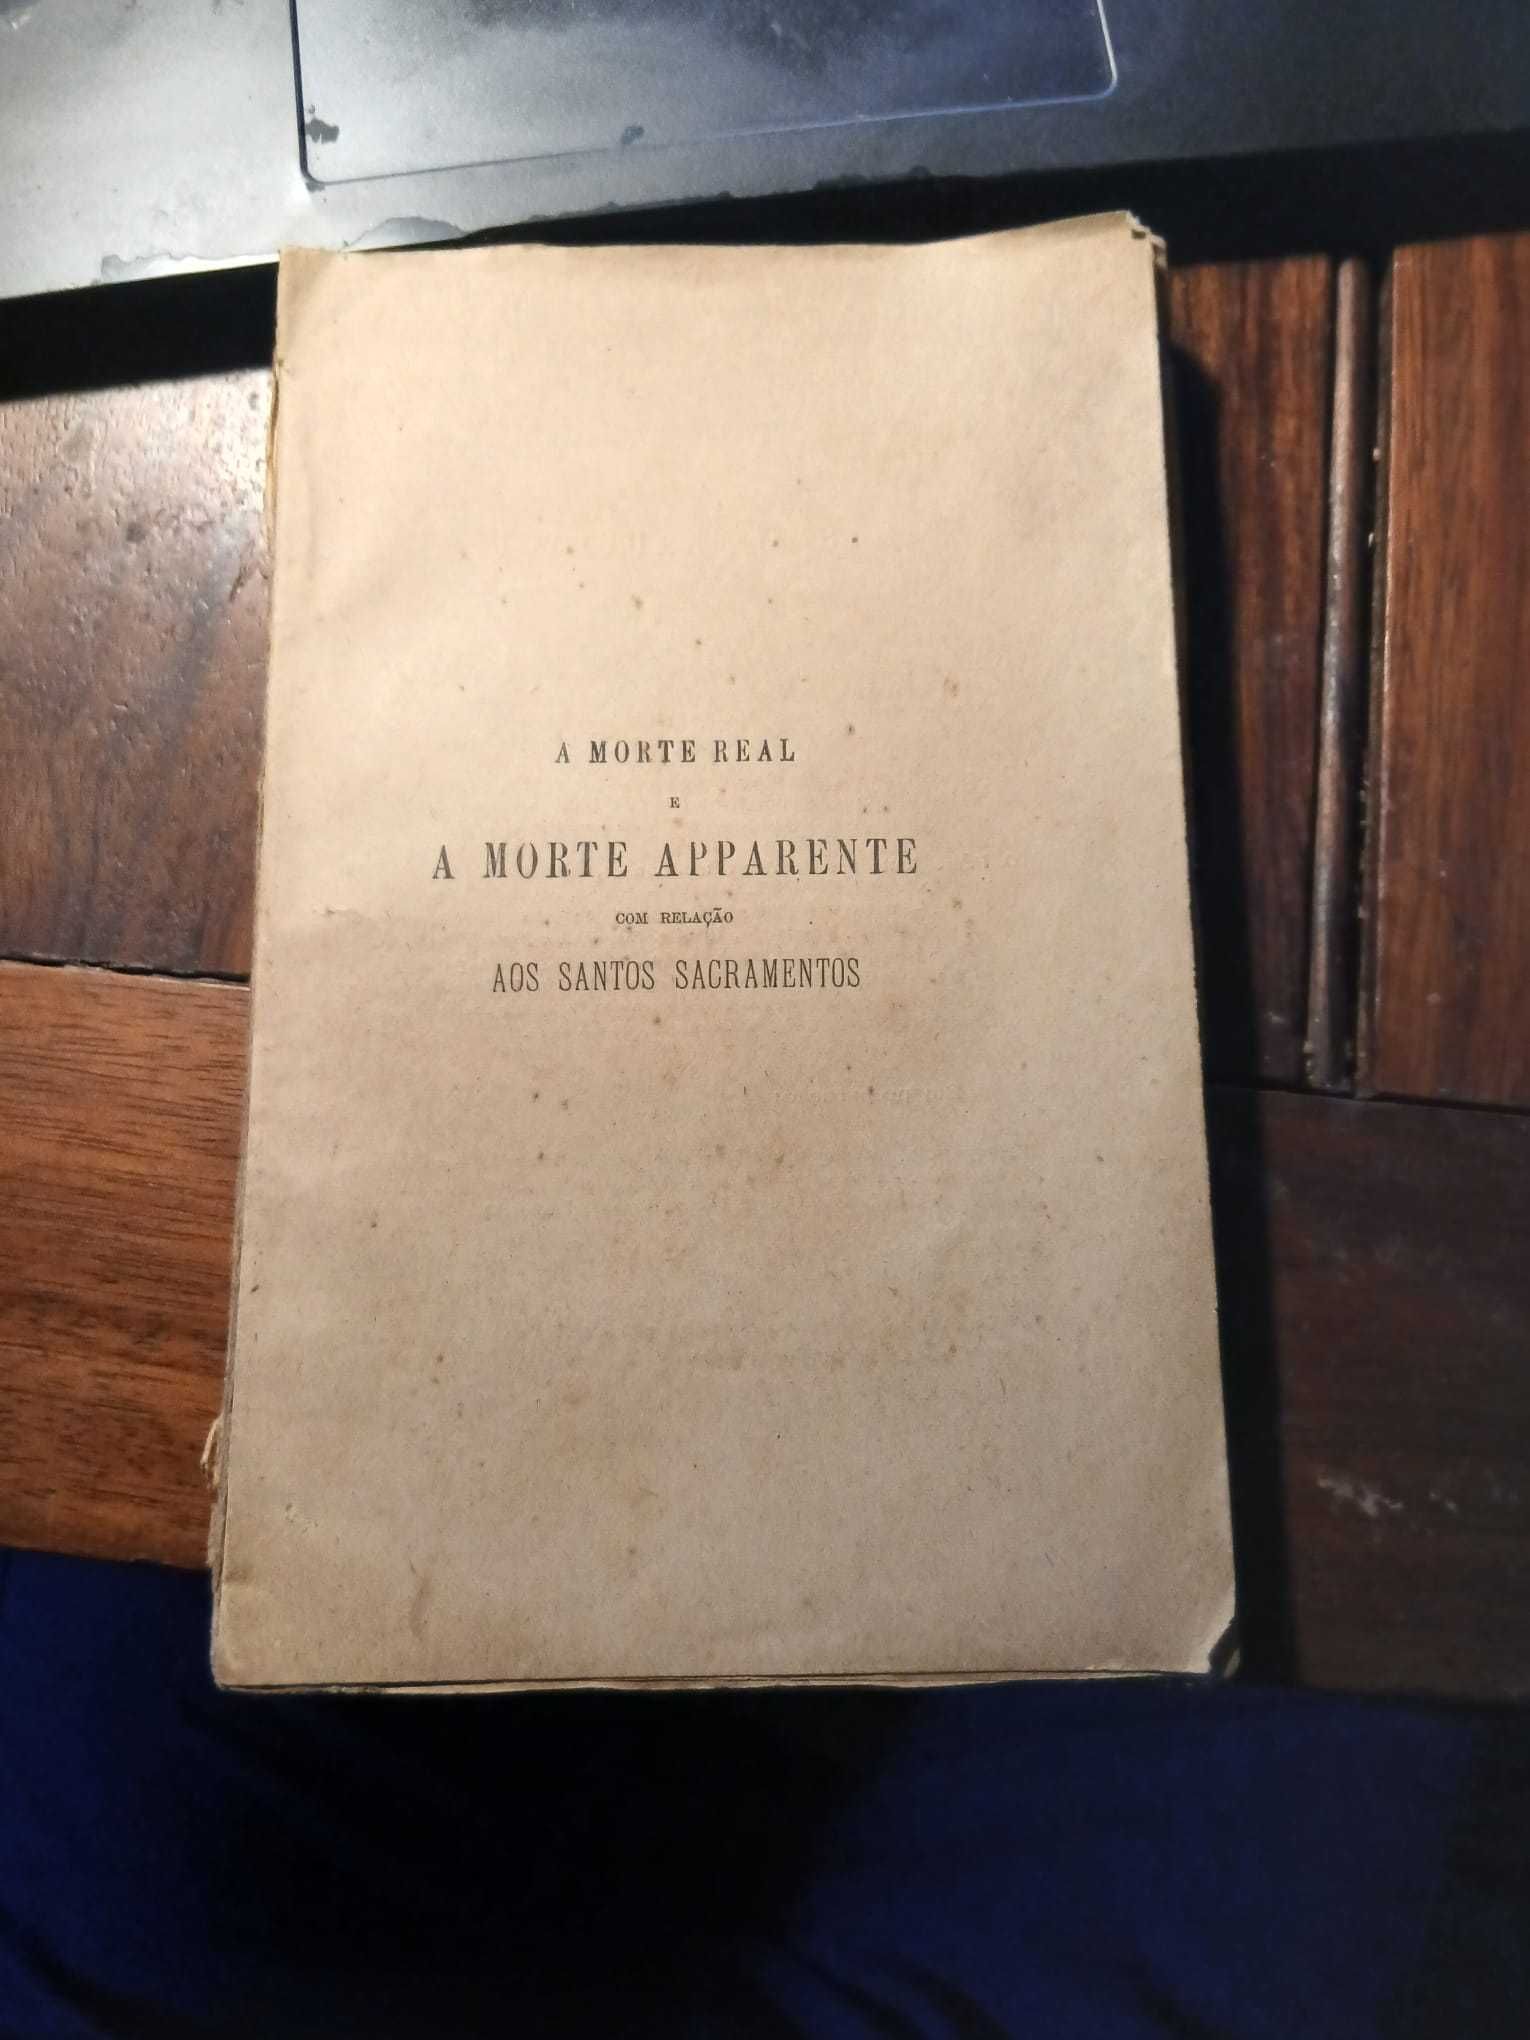 A MORTE REAL
E
A MORTE APPARENTE
COM RELAÇÃO
AOS SANTOS SACRAMENTOS